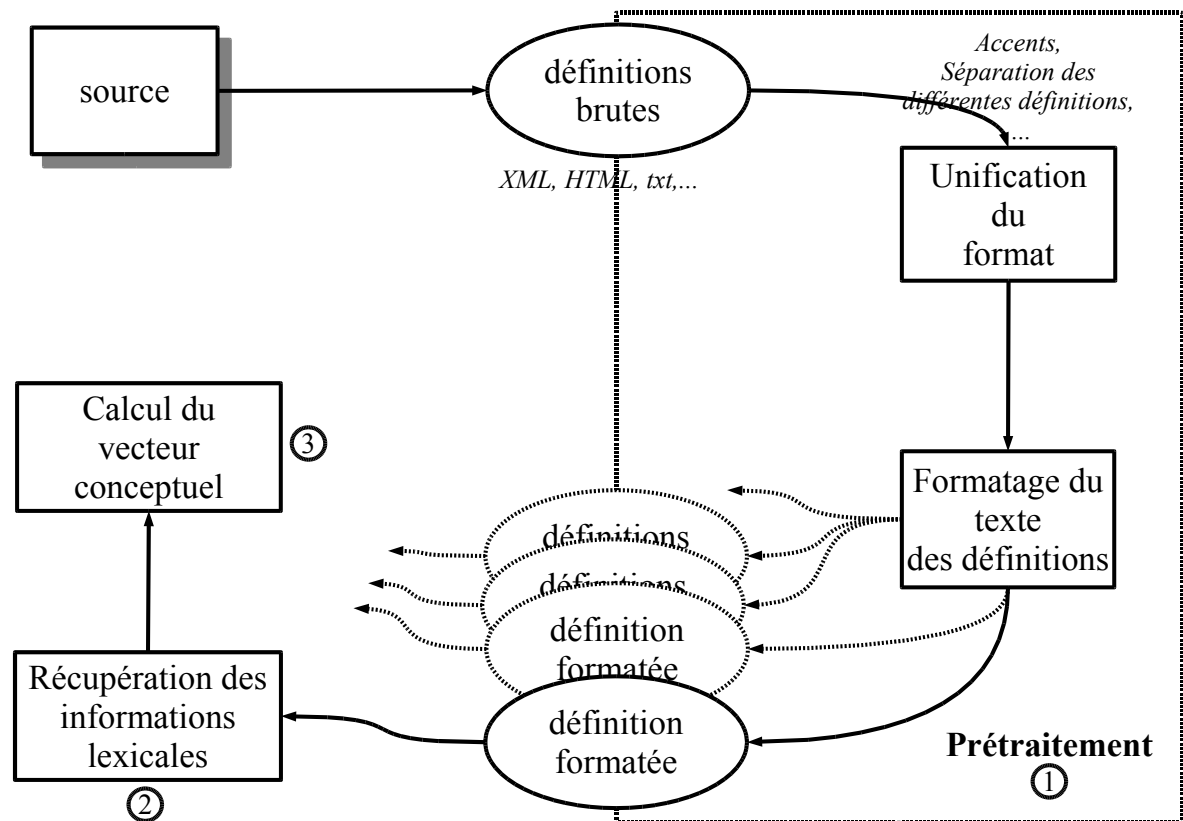 source
définitions
brutes
XML, HTML, txt,...
Accents,
Séparation des
différentes définitions,
...
Unification
du
format
Formatage du
texte
des définitions
définitions
définitions
définition
formatée
définition
formatée
Prétraitement
1
Récupération des
informations
lexicales
2
Calcul du
vecteur
conceptuel
3